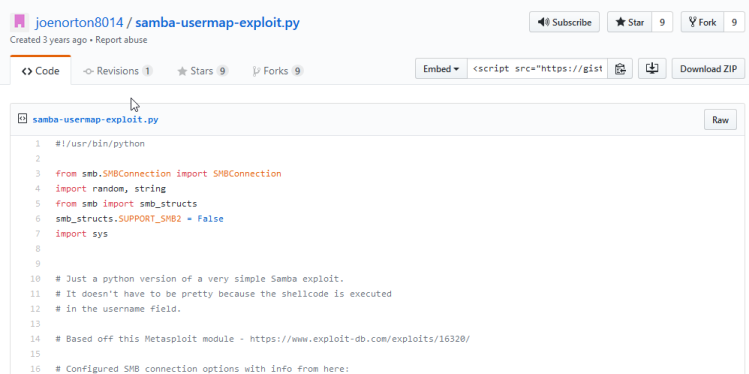 joenorton8014 / samba-usermap-exploit.py
Subscribe Star 9 Fork 9
Created 3 years ago • Report abuse
Code Revisions 1 Stars 9 Forks 9 Embed <script src="https://gist Download ZIP
samba-usermap-exploit.py Raw
1 #!/usr/bin/python
2
3 from smb.SMBConnection import SMBConnection
4 import random, string
5 from smb import smb_structs
6 smb_structs.SUPPORT_SMB2 = False
7 import sys
8
9
10 # Just a python version of a very simple Samba exploit.
11 # It doesn't have to be pretty because the shellcode is executed
12 # in the username field.
13
14 # Based off this Metasploit module - https://www.exploit-db.com/exploits/16320/
15
16 # Configured SMB connection options with info from here: